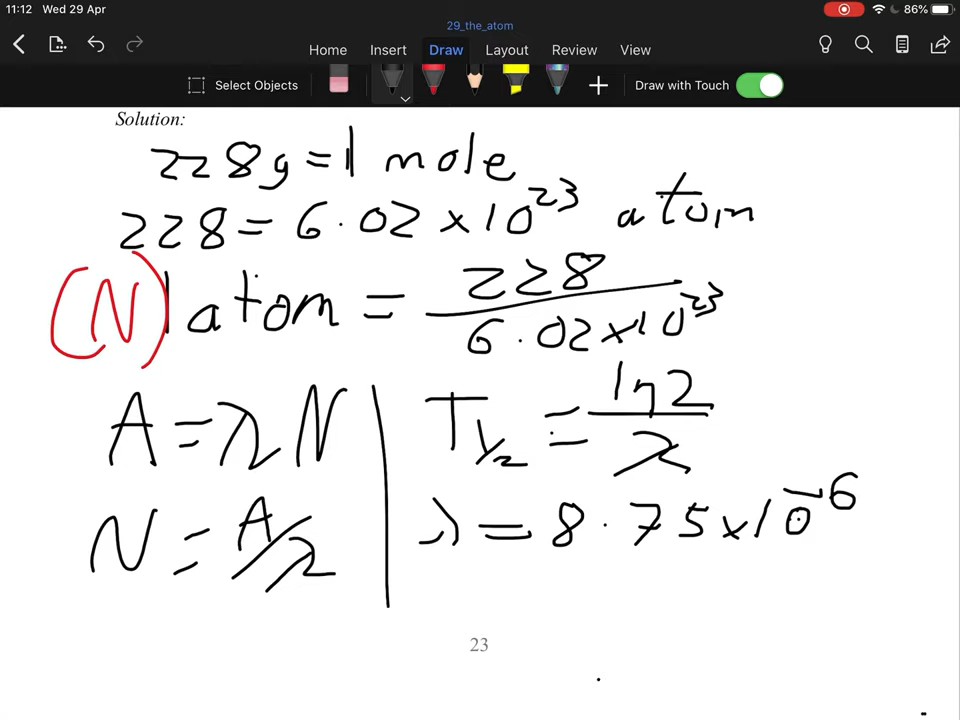 11:12 Wed 29 Apr
86%
29_the_atom
Home Insert Draw Layout Review View
Select Objects
Draw with Touch
Solution:
228g = 1 mole
228 = 6.02 × 10²³ atom
(N) 1 atom = 228 / 6.02×10²³
A = λN
T₁/₂ = ln2 / λ
N = A/λ
λ = 8.75×10⁻⁶
23